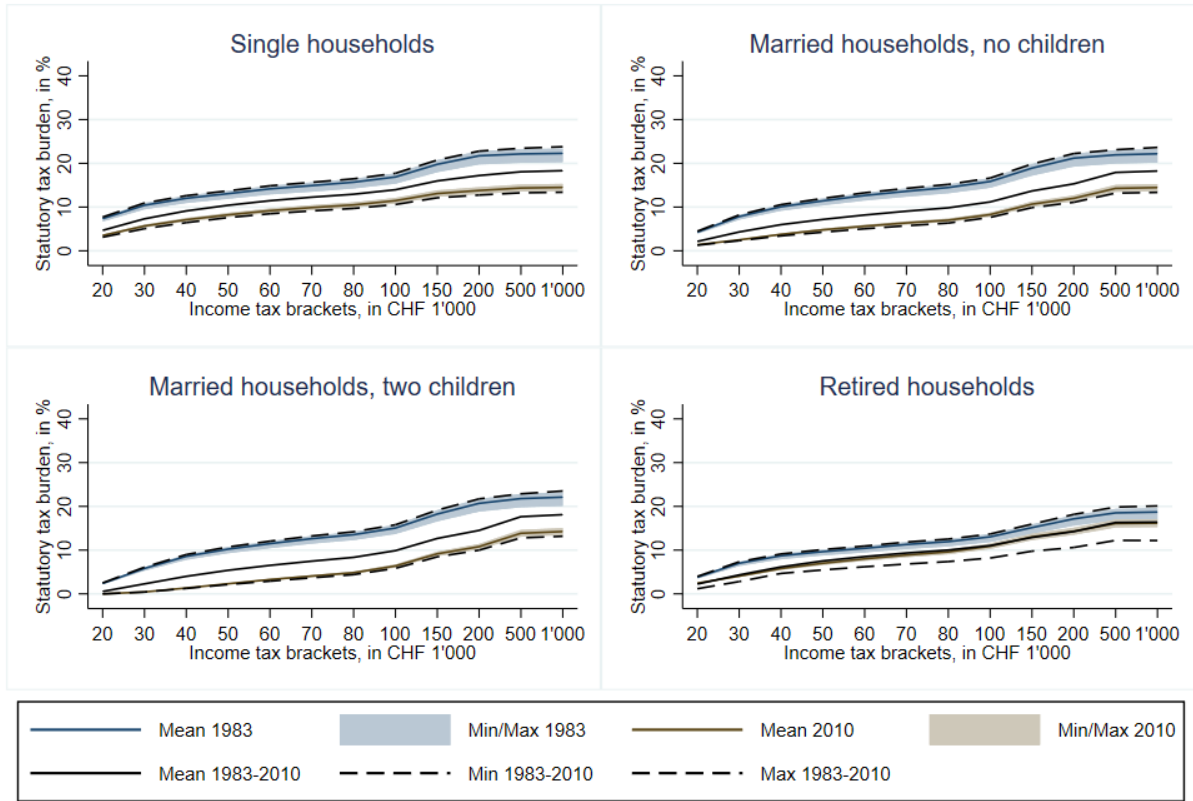 Single households
Statutory tax burden, in %
40
30
20
10
0
20 30 40 50 60 70 80 100 150 200 500 1'000
Income tax brackets, in CHF 1'000
Married households, no children
Statutory tax burden, in %
40
30
20
10
0
20 30 40 50 60 70 80 100 150 200 500 1'000
Income tax brackets, in CHF 1'000
Married households, two children
Statutory tax burden, in %
40
30
20
10
0
20 30 40 50 60 70 80 100 150 200 500 1'000
Income tax brackets, in CHF 1'000
Retired households
Statutory tax burden, in %
40
30
20
10
0
20 30 40 50 60 70 80 100 150 200 500 1'000
Income tax brackets, in CHF 1'000
Mean 1983 Min/Max 1983 Mean 2010 Min/Max 2010
Mean 1983-2010 Min 1983-2010 Max 1983-2010